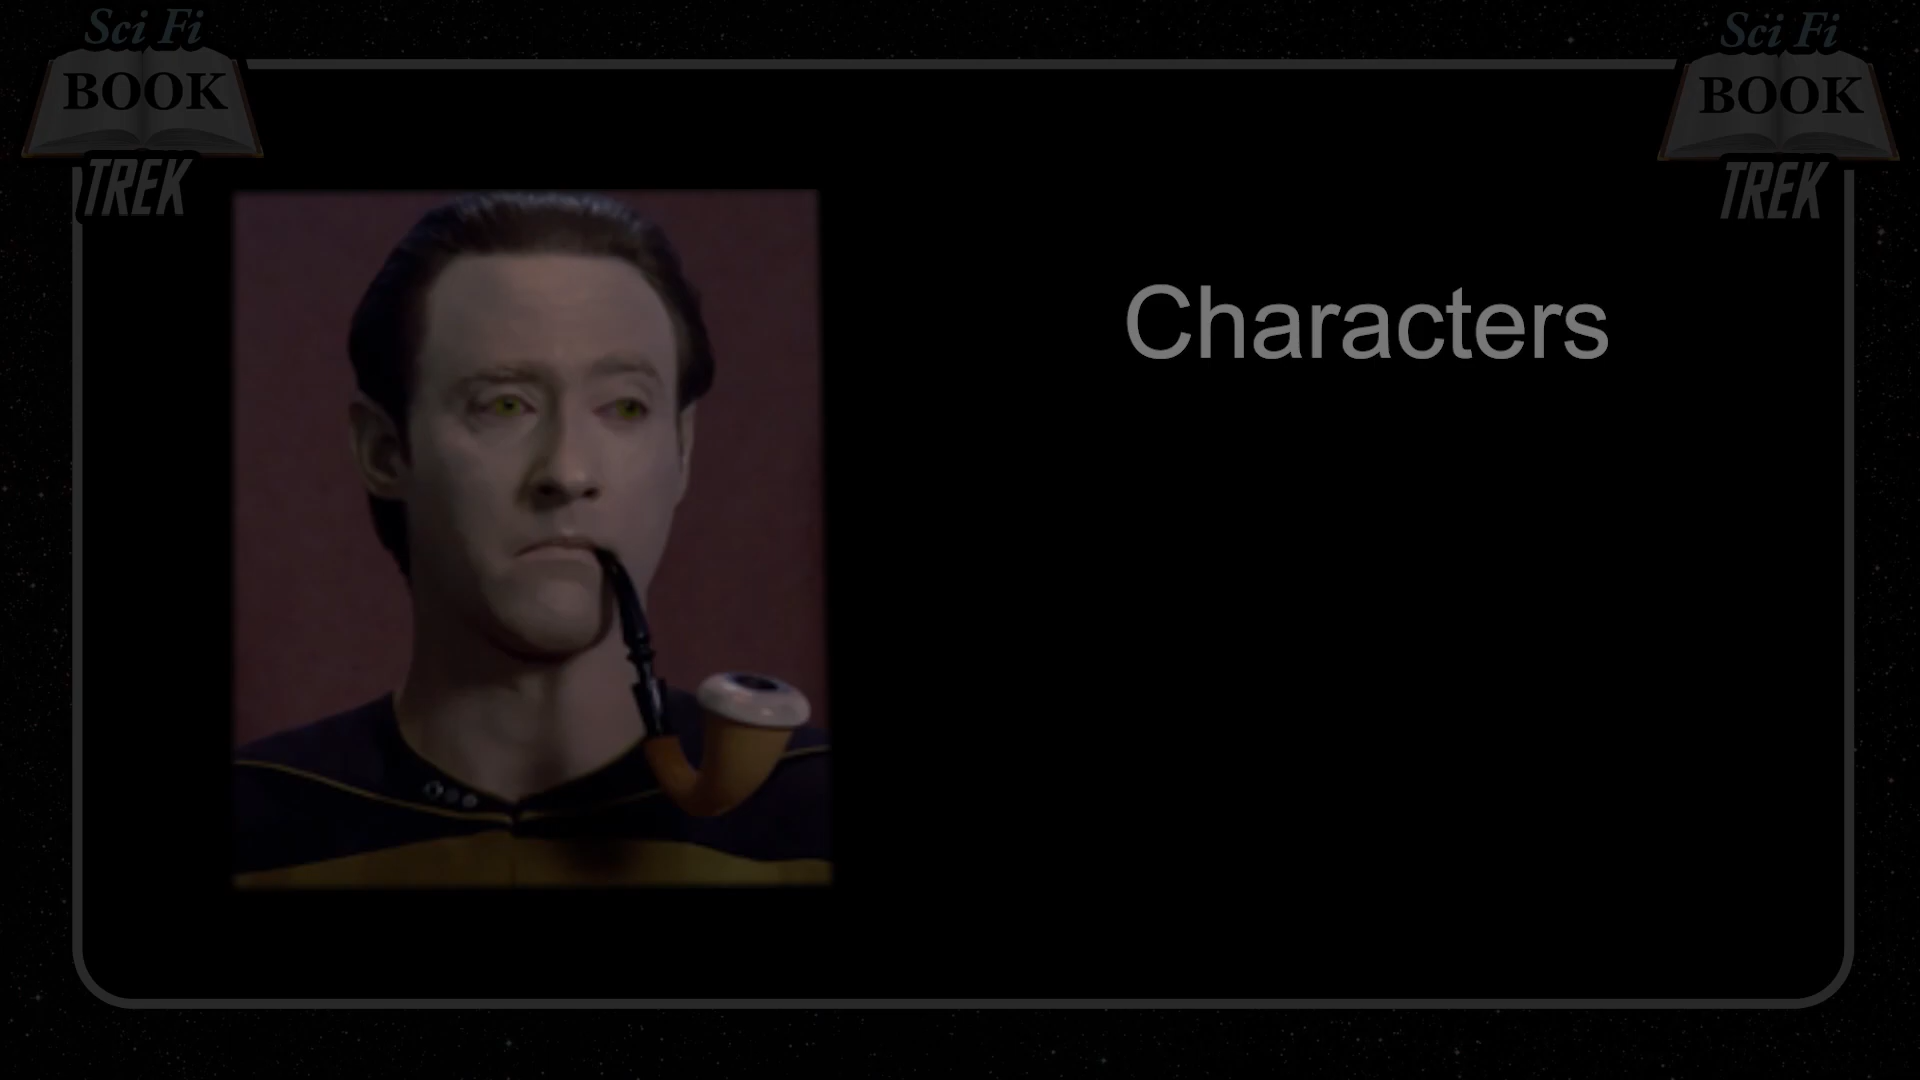 Sci Fi
BOOK
TREK
Sci Fi
BOOK
TREK
Characters